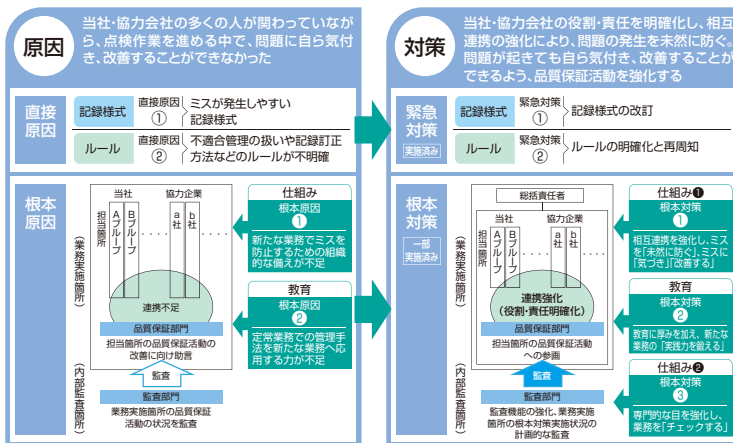 原因
当社・協力会社の多くの人が関わっていなが
ら、点検作業を進める中で、問題に自ら気付
き、改善することができなかった
直接
原因
記録様式
直接原因
①
ミスが発生しやすい
記録様式
ルール
直接原因
②
不適合管理の扱いや記録訂正
方法などのルールが不明確
根本
原因
(業務実施箇所)
担当箇所
当社
協力企業
Aグループ
Bグループ
・・・・
a社
b社
・・・・
連携不足
品質保証部門
担当箇所の品質保証活動の
改善に向け助言
(内部監査箇所)
監査
監査部門
業務実施箇所の品質保証
活動の状況を監査
仕組み
根本原因
①
新たな業務でミスを
防止するための組織
的な備えが不足
教育
根本原因
②
定常業務での管理手
法を新たな業務へ応
用する力が不足
対策
当社・協力会社の役割・責任を明確化し、相互
連携の強化により、問題の発生を未然に防ぐ。
問題が起きても自ら気付き、改善することが
できるよう、品質保証活動を強化する
緊急
対策
実施済み
記録様式
緊急対策
①
記録様式の改訂
ルール
緊急対策
②
ルールの明確化と再周知
根本
対策
一部
実施済み
(業務実施箇所)
総括責任者
担当箇所
当社
協力企業
Aグループ
Bグループ
・・・・
a社
b社
・・・・
連携強化
(役割・責任明確化)
品質保証部門
担当箇所の品質保証活動
への参画
(内部監査箇所)
監査
監査部門
監査機能の強化、業務実施
箇所の根本対策実施状況の
計画的な監査
仕組み❶
根本対策
①
相互連携を強化し、ミス
を「未然に防ぐ」、ミスに
「気づき」「改善する」
教育
根本対策
②
教育に厚みを加え、新たな
業務の「実践力を鍛える」
仕組み❷
根本対策
③
専門的な目を強化し、
業務を「チェックする」